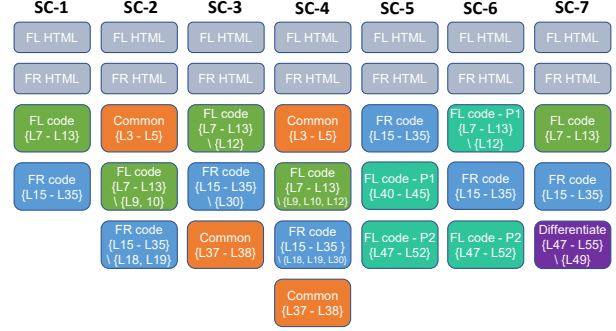 SC-1 SC-2 SC-3 SC-4 SC-5 SC-6 SC-7
FL HTML FL HTML FL HTML FL HTML FL HTML FL HTML FL HTML
FR HTML FR HTML FR HTML FR HTML FR HTML FR HTML FR HTML
FL code
{L7 - L13}
Common
{L3 - L5}
FL code
{L7 - L13}
\ {L12}
Common
{L3 - L5}
FR code
{L15 - L35}
FL code - P1
{L7 - L13}
\ {L12}
FL code
{L7 - L13}
FR code
{L15 - L35}
FL code
{L7 - L13}
\ {L9, 10}
FR code
{L15 - L35}
\ {L30}
FL code
{L7 - L13}
\ {L9, L10, L12}
FL code - P1
{L40 - L45}
FR code
{L15 - L35}
FR code
{L15 - L35}
FR code
{L15 - L35}
\ {L18, L19}
Common
{L37 - L38}
FR code
{L15 - L35 }
\ {L18, L19, L30}
FL code - P2
{L47 - L52}
FL code - P2
{L47 - L52}
Differentiate
{L47 - L55}
\ {L49}
Common
{L37 - L38}